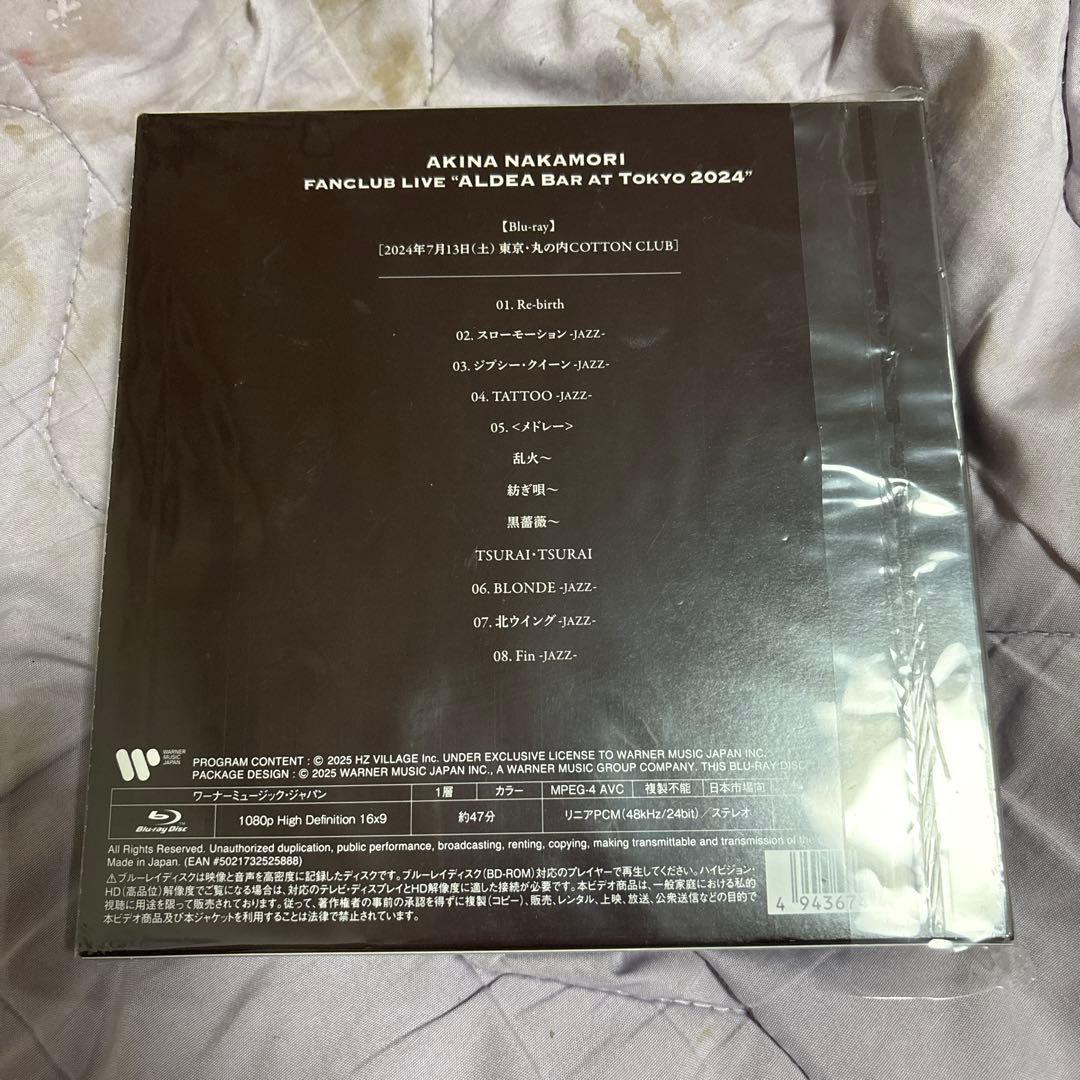 AKINA NAKAMORI
FANCLUB LIVE “ALDEA BAR AT TOKYO 2024”
【Blu-ray】
[2024年7月13日(土) 東京・丸の内COTTON CLUB]
01. Re-birth
02. スローモーション -JAZZ-
03. ジプシー・クイーン -JAZZ-
04. TATTOO -JAZZ-
05. <メドレー>
乱火〜
紡ぎ唄〜
黒薔薇〜
TSURAI・TSURAI
06. BLONDE -JAZZ-
07. 北ウイング -JAZZ-
08. Fin -JAZZ-
WARNER MUSIC JAPAN
PROGRAM CONTENT : © 2025 HZ VILLAGE Inc. UNDER EXCLUSIVE LICENSE TO WARNER MUSIC JAPAN INC.
PACKAGE DESIGN : © 2025 WARNER MUSIC JAPAN INC., A WARNER MUSIC GROUP COMPANY. THIS BLU-RAY DISC
ワーナーミュージック・ジャパン 1層 カラー MPEG-4 AVC 複製不能 日本市場向
Blu-ray Disc 1080p High Definition 16x9 約47分 リニアPCM(48kHz/24bit)／ステレオ
All Rights Reserved. Unauthorized duplication, public performance, broadcasting, renting, copying, making transmittable and transmission of the
Made in Japan. (EAN #5021732525888)
⚠ブルーレイディスクは映像と音声を高密度に記録したディスクです。ブルーレイディスク(BD-ROM)対応のプレイヤーで再生してください。ハイビジョン・
HD(高品位)解像度でご覧になる場合は、対応のテレビ・ディスプレイとHD解像度に適した接続が必要です。本ビデオ商品は、一般家庭における私的
視聴に用途を限って販売されております。従って、著作権者の事前の承認を得ずに複製(コピー)、販売、レンタル、上映、放送、公衆送信などの目的で
本ビデオ商品及び本ジャケットを利用することは法律で禁止されています。
4 94367